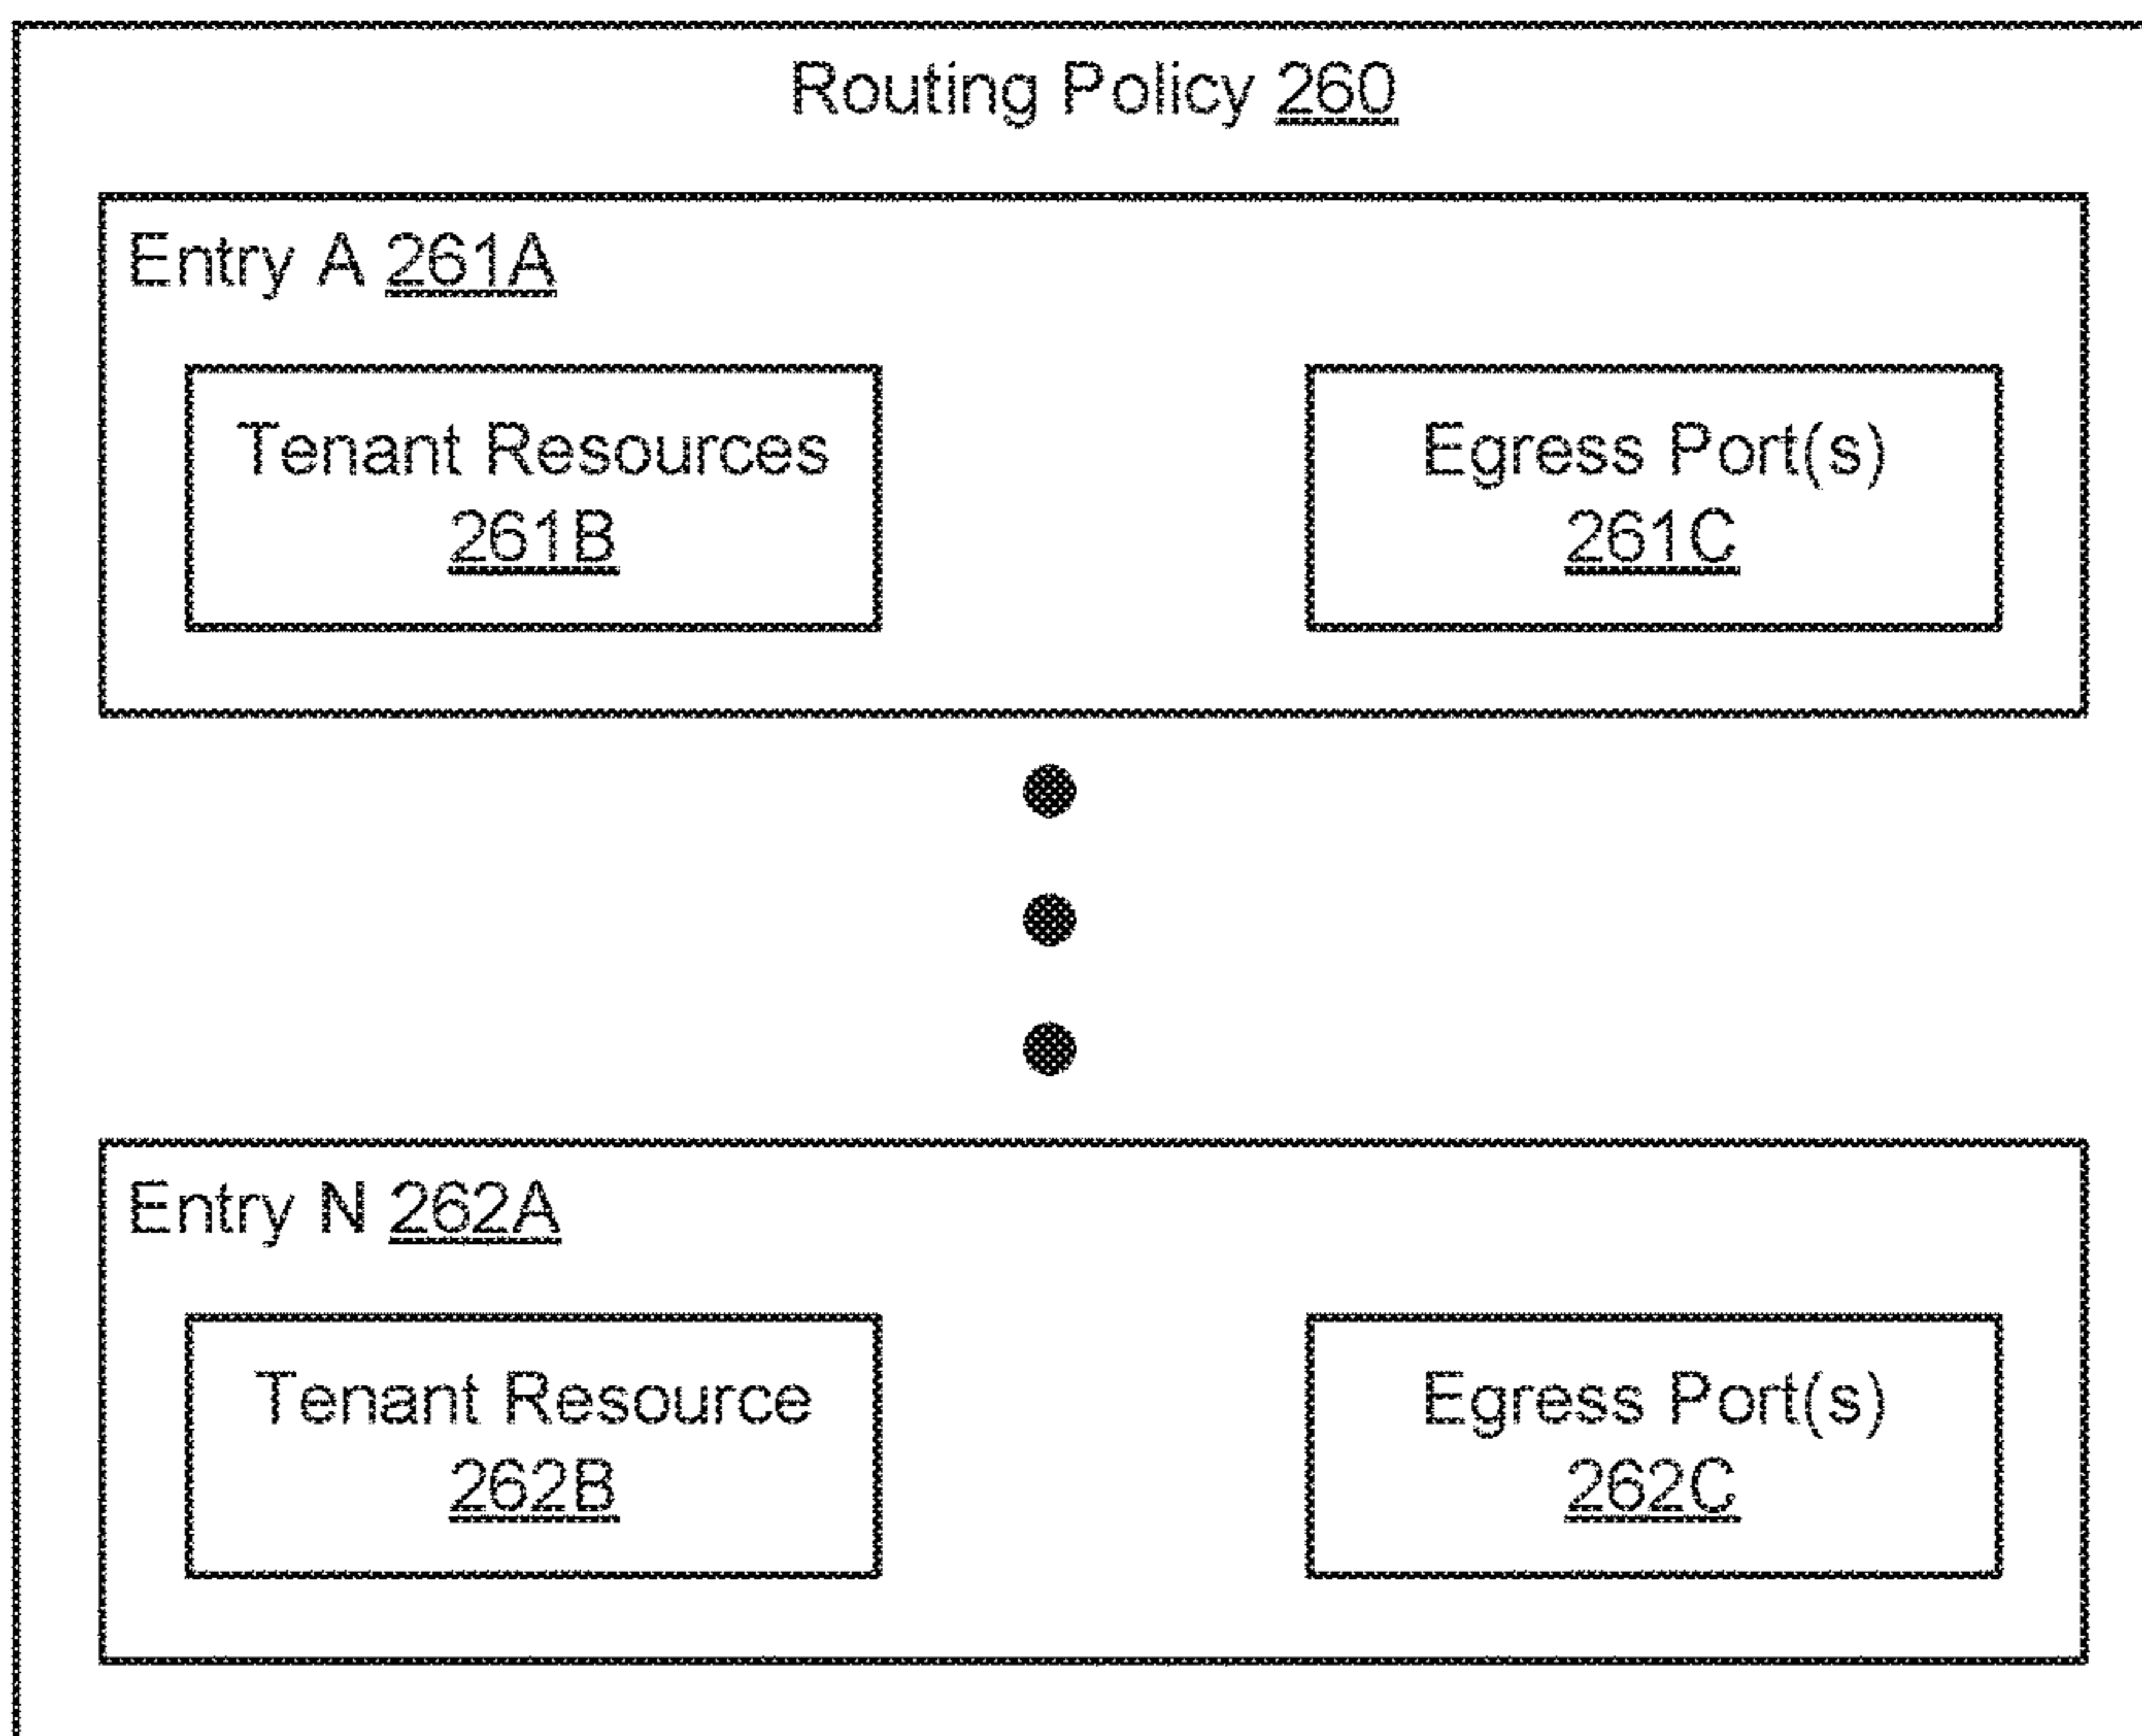 Routing Policy 260
Entry A 261A
Tenant Resources
261B
Egress Port(s)
261C
Entry N 262A
Tenant Resource
262B
Egress Port(s)
262C